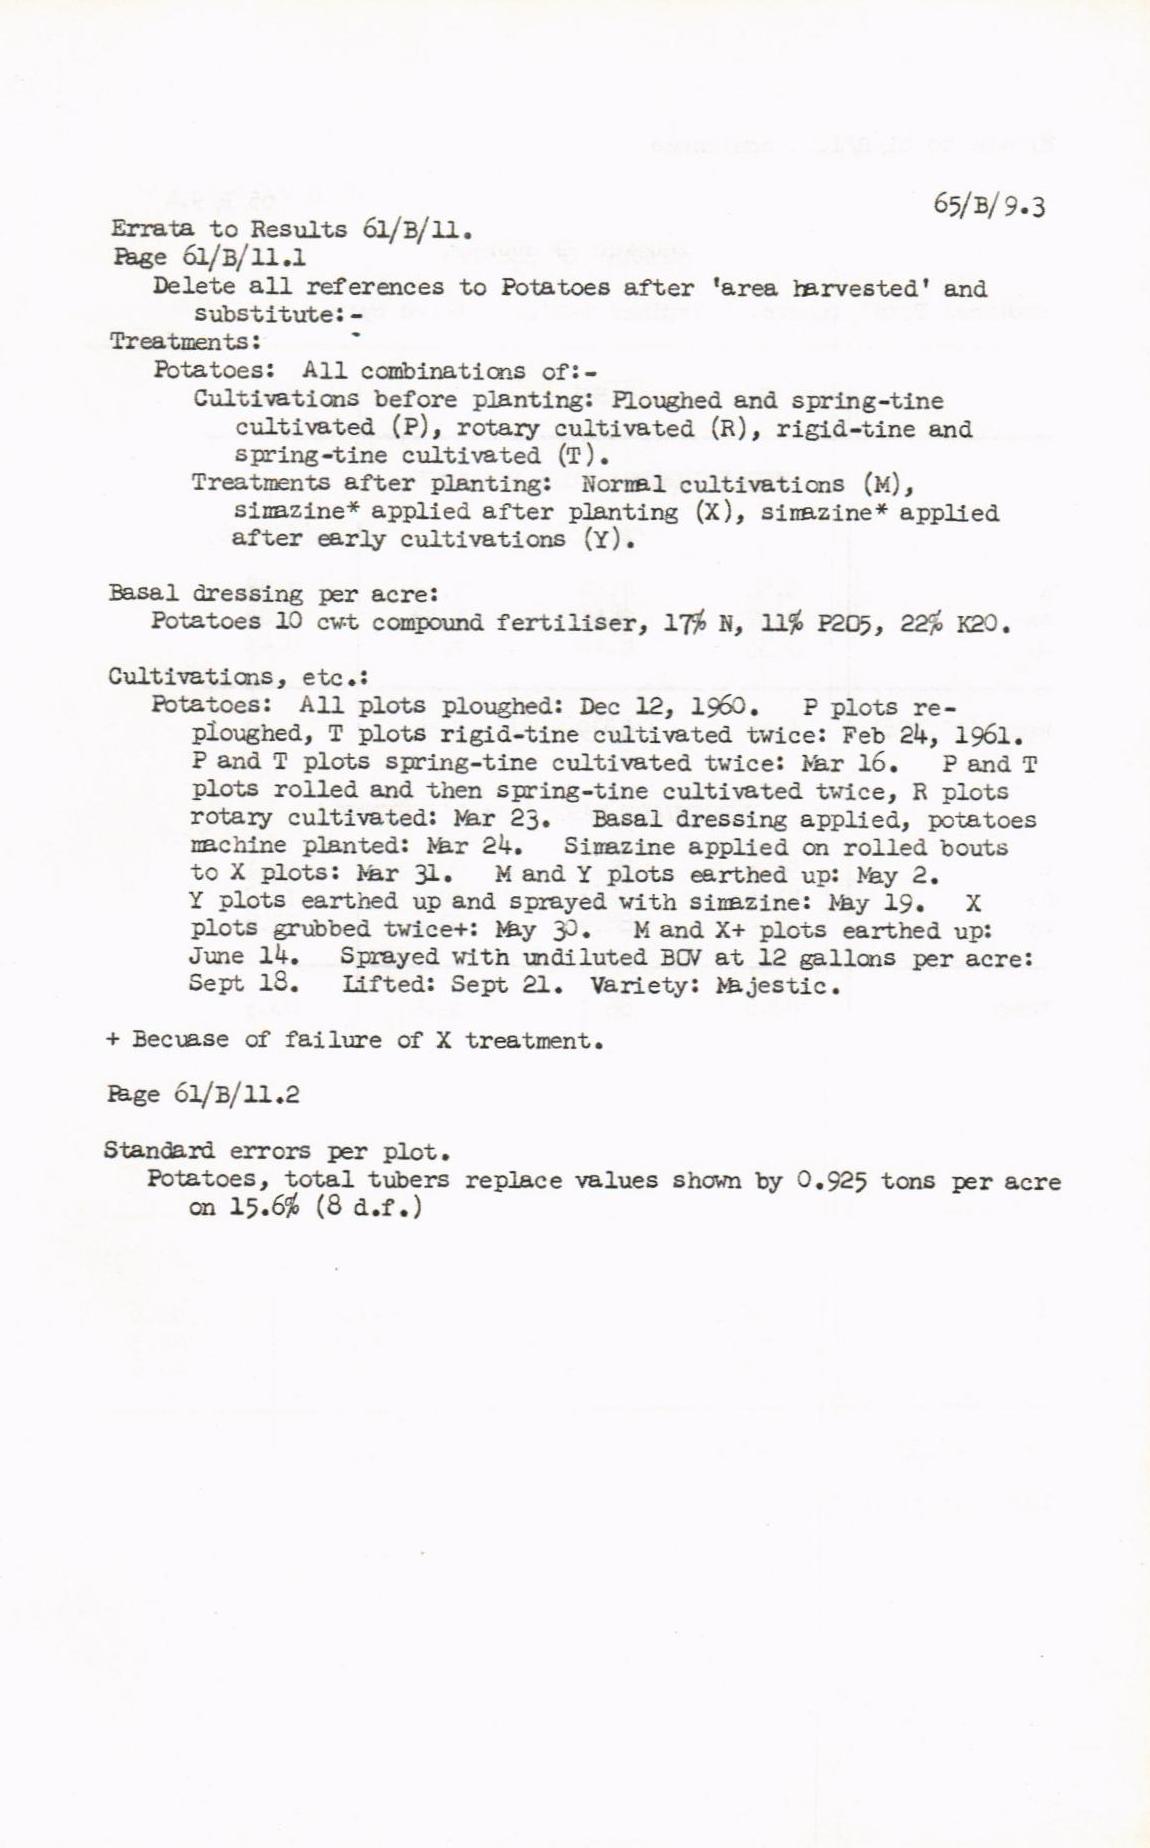 65/B/9.3
Errata to Results 61/B/11.
Page 61/B/11.1
Delete all references to Potatoes after 'area harvested' and
substitute:-
Treatments:
Potatoes: All combinations of:-
Cultivations before planting: Ploughed and spring-tine
cultivated (P), rotary cultivated (R), rigid-tine and
spring-tine cultivated (T).
Treatments after planting: Normal cultivations (M),
simazine* applied after planting (X), simazine* applied
after early cultivations (Y).
Basal dressing per acre:
Potatoes 10 cwt compound fertiliser, 17% N, 11% P2O5, 22% K2O.
Cultivations, etc.:
Potatoes: All plots ploughed: Dec 12, 1960. P plots re-
ploughed, T plots rigid-tine cultivated twice: Feb 24, 1961.
P and T plots spring-tine cultivated twice: Mar 16. P and T
plots rolled and then spring-tine cultivated twice, R plots
rotary cultivated: Mar 23. Basal dressing applied, potatoes
machine planted: Mar 24. Simazine applied on rolled bouts
to X plots: Mar 31. M and Y plots earthed up: May 2.
Y plots earthed up and sprayed with simazine: May 19. X
plots grubbed twice+: May 30. M and X+ plots earthed up:
June 14. Sprayed with undiluted BOV at 12 gallons per acre:
Sept 18. Lifted: Sept 21. Variety: Majestic.
+ Becuase of failure of X treatment.
Page 61/B/11.2
Standard errors per plot.
Potatoes, total tubers replace values shown by 0.925 tons per acre
on 15.6% (8 d.f.)